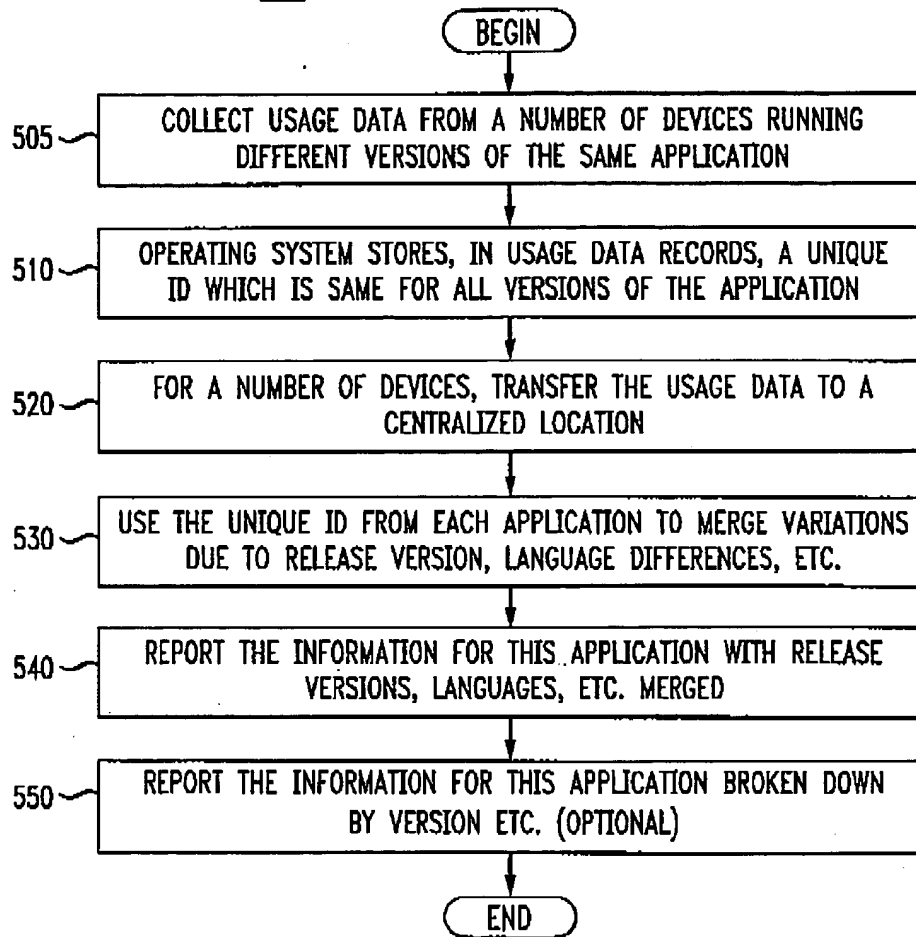 BEGIN
505
COLLECT USAGE DATA FROM A NUMBER OF DEVICES RUNNING
DIFFERENT VERSIONS OF THE SAME APPLICATION
510
OPERATING SYSTEM STORES, IN USAGE DATA RECORDS, A UNIQUE
ID WHICH IS SAME FOR ALL VERSIONS OF THE APPLICATION
520
FOR A NUMBER OF DEVICES, TRANSFER THE USAGE DATA TO A
CENTRALIZED LOCATION
530
USE THE UNIQUE ID FROM EACH APPLICATION TO MERGE VARIATIONS
DUE TO RELEASE VERSION, LANGUAGE DIFFERENCES, ETC.
540
REPORT THE INFORMATION FOR THIS APPLICATION WITH RELEASE
VERSIONS, LANGUAGES, ETC. MERGED
550
REPORT THE INFORMATION FOR THIS APPLICATION BROKEN DOWN
BY VERSION ETC. (OPTIONAL)
END